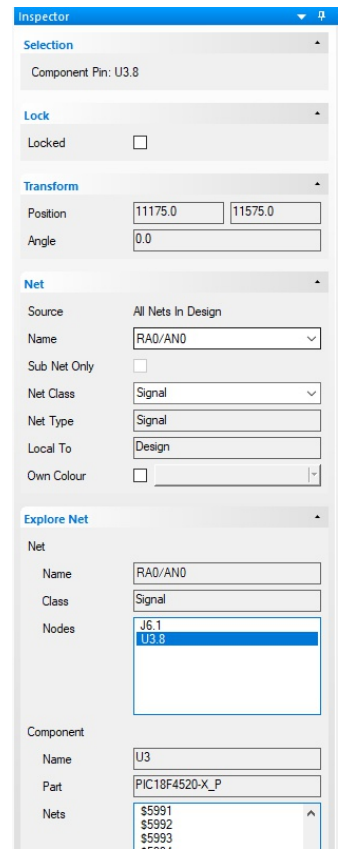 Inspector
Selection
Component Pin: U3.8
Lock
Locked
Transform
Position 11175.0 11575.0
Angle 0.0
Net
Source All Nets In Design
Name RA0/AN0
Sub Net Only
Net Class Signal
Net Type Signal
Local To Design
Own Colour
Explore Net
Net
Name RA0/AN0
Class Signal
Nodes J6.1
U3.8
Component
Name U3
Part PIC18F4520-X_P
Nets $5991
$5992
$5993